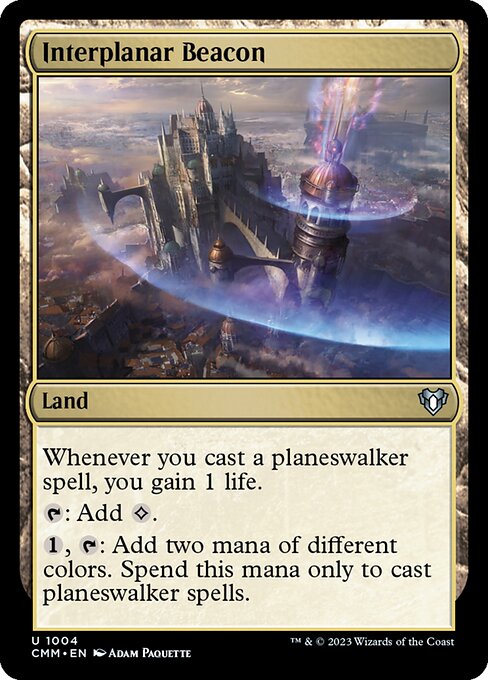 Interplanar Beacon
Land
Whenever you cast a planeswalker
spell, you gain 1 life.
: Add .
1, : Add two mana of different
colors. Spend this mana only to cast
planeswalker spells.
U 1004
CMM • EN Adam Paquette
™ & © 2023 Wizards of the Coast